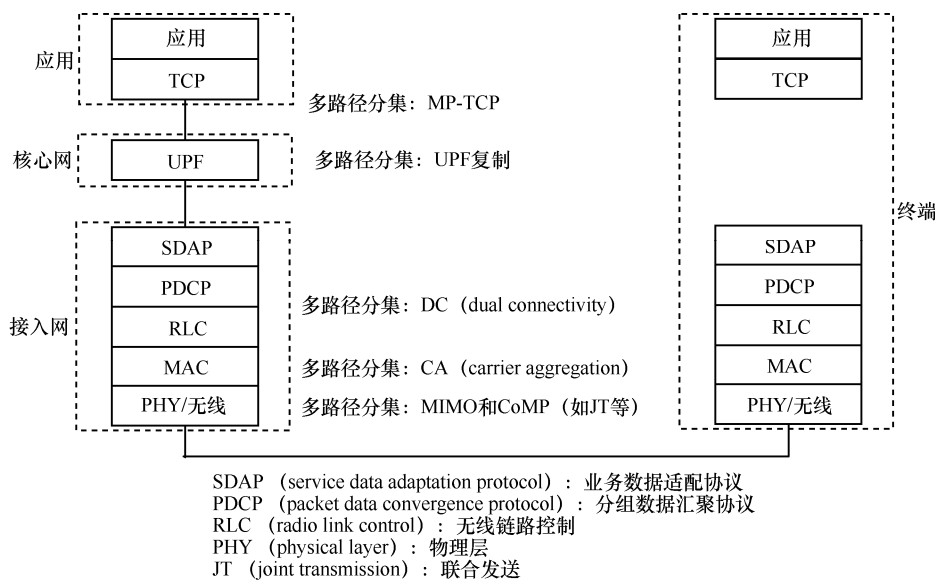 应用
应用
TCP
多路径分集：MP-TCP
核心网
UPF
多路径分集：UPF复制
接入网
SDAP
PDCP
RLC
MAC
PHY/无线
多路径分集：DC（dual connectivity）
多路径分集：CA（carrier aggregation）
多路径分集：MIMO和CoMP（如JT等）
应用
TCP
SDAP
PDCP
RLC
MAC
PHY/无线
终端
SDAP（service data adaptation protocol）：业务数据适配协议
PDCP（packet data convergence protocol）：分组数据汇聚协议
RLC（radio link control）：无线链路控制
PHY（physical layer）：物理层
JT（joint transmission）：联合发送